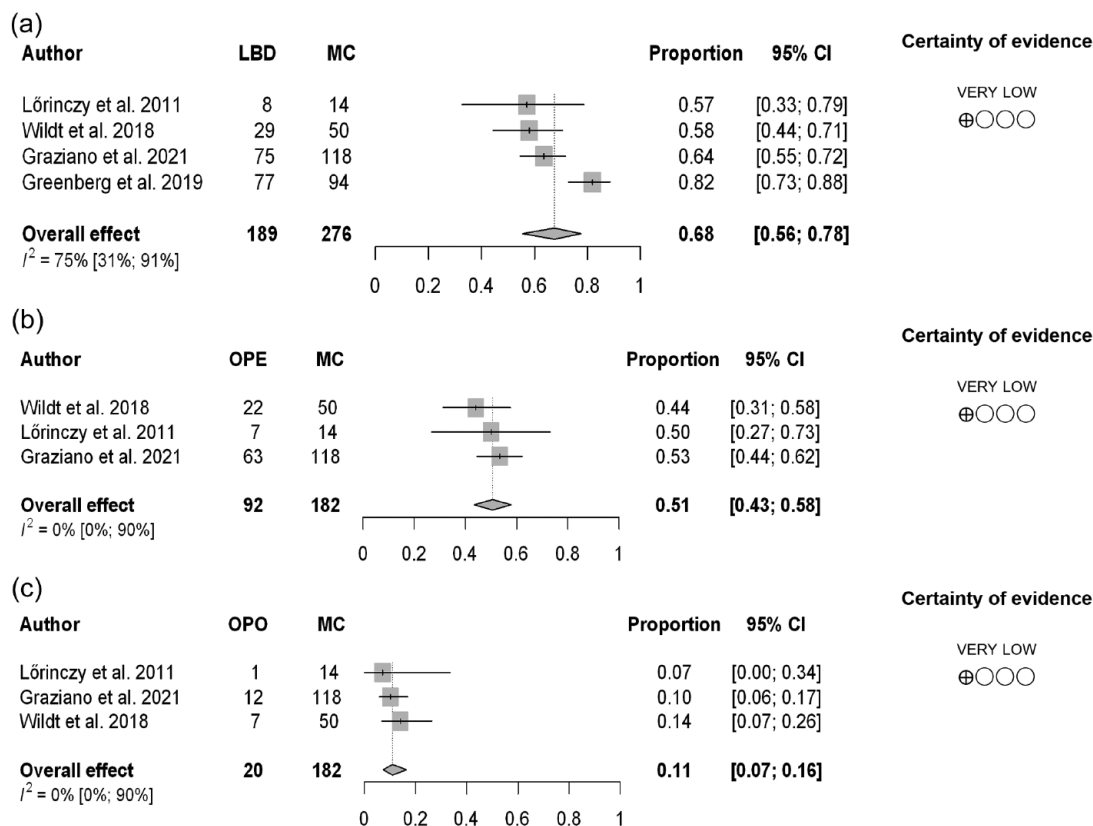 (a)
Author LBD MC Proportion 95% CI Certainty of evidence
Lőrinczy et al. 2011 8 14 0.57 [0.33; 0.79] VERY LOW
Wildt et al. 2018 29 50 0.58 [0.44; 0.71]
Graziano et al. 2021 75 118 0.64 [0.55; 0.72]
Greenberg et al. 2019 77 94 0.82 [0.73; 0.88]
Overall effect 189 276 0.68 [0.56; 0.78]
I² = 75% [31%; 91%]
0 0.2 0.4 0.6 0.8 1
(b)
Author OPE MC Proportion 95% CI Certainty of evidence
Wildt et al. 2018 22 50 0.44 [0.31; 0.58] VERY LOW
Lőrinczy et al. 2011 7 14 0.50 [0.27; 0.73]
Graziano et al. 2021 63 118 0.53 [0.44; 0.62]
Overall effect 92 182 0.51 [0.43; 0.58]
I² = 0% [0%; 90%]
0 0.2 0.4 0.6 0.8 1
(c)
Author OPO MC Proportion 95% CI Certainty of evidence
Lőrinczy et al. 2011 1 14 0.07 [0.00; 0.34] VERY LOW
Graziano et al. 2021 12 118 0.10 [0.06; 0.17]
Wildt et al. 2018 7 50 0.14 [0.07; 0.26]
Overall effect 20 182 0.11 [0.07; 0.16]
I² = 0% [0%; 90%]
0 0.2 0.4 0.6 0.8 1